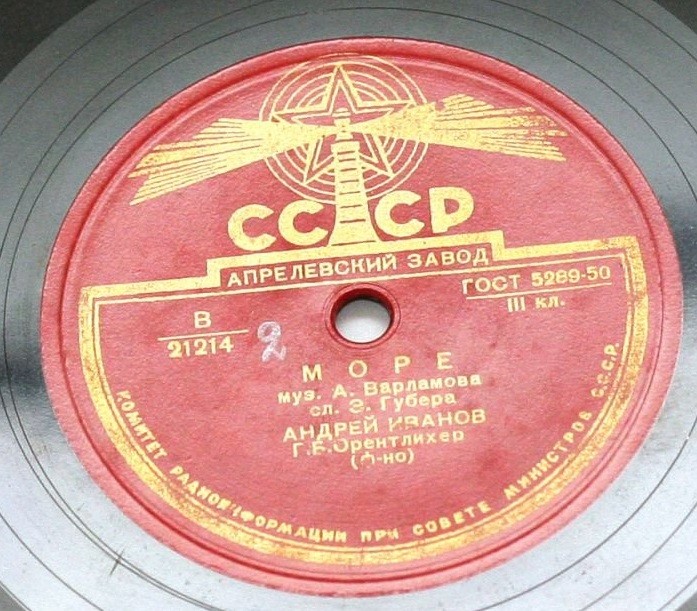 СССР
АПРЕЛЕВСКИЙ ЗАВОД
ГОСТ 5289-50
III кл.
В
21214
2
МОРЕ
муз. А. Варламова
сл. Э. Губера
АНДРЕЙ ИВАНОВ
Г.Б.Орентлихер
(ф-но)
КОМИТЕТ РАДИОИНФОРМАЦИИ ПРИ СОВЕТЕ МИНИСТРОВ С.С.С.Р.